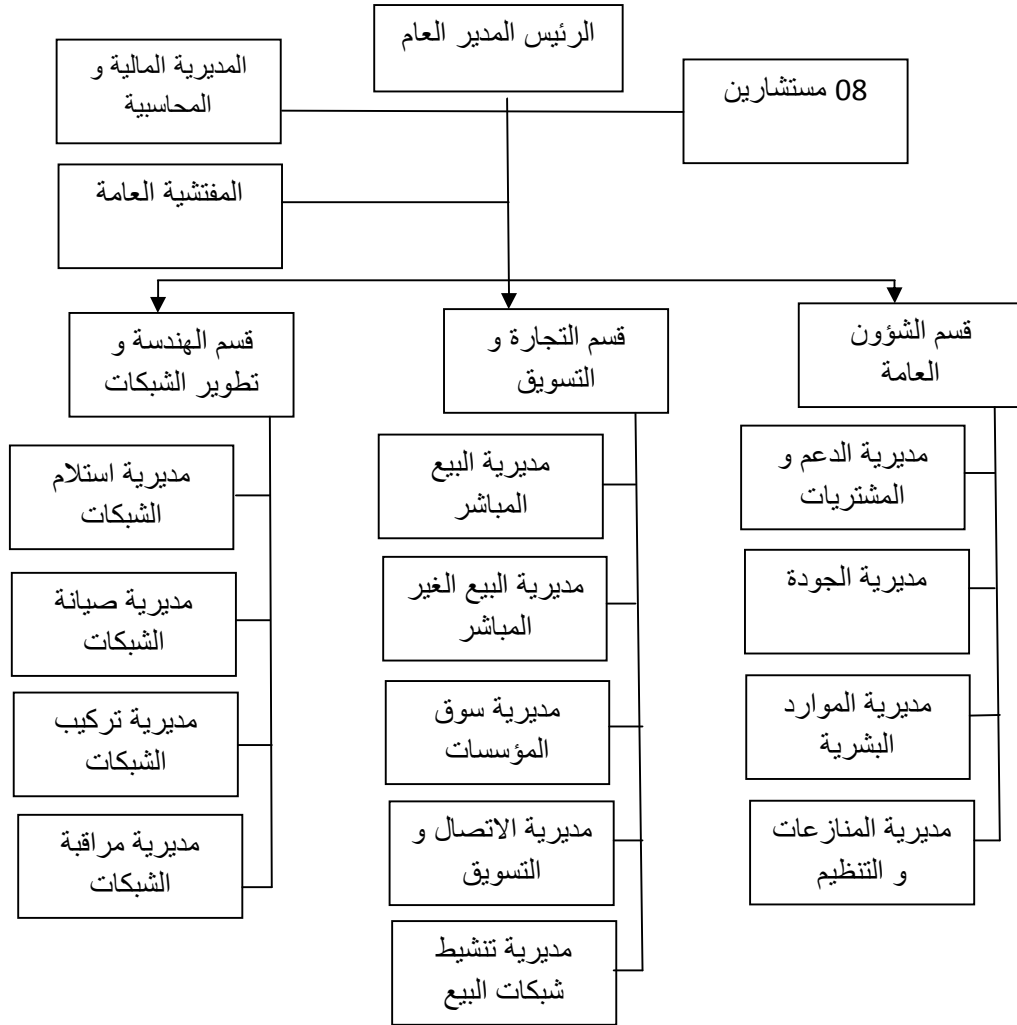 الرئيس المدير العام
المديرية المالية و
المحاسبية
08 مستشارين
المفتشية العامة
قسم الشؤون
العامة
قسم التجارة و
التسويق
قسم الهندسة و
تطوير الشبكات
مديرية الدعم و
المشتريات
مديرية الجودة
مديرية الموارد
البشرية
مديرية المنازعات
و التنظيم
مديرية البيع
المباشر
مديرية البيع الغير
المباشر
مديرية سوق
المؤسسات
مديرية الاتصال و
التسويق
مديرية تنشيط
شبكات البيع
مديرية استلام
الشبكات
مديرية صيانة
الشبكات
مديرية تركيب
الشبكات
مديرية مراقبة
الشبكات